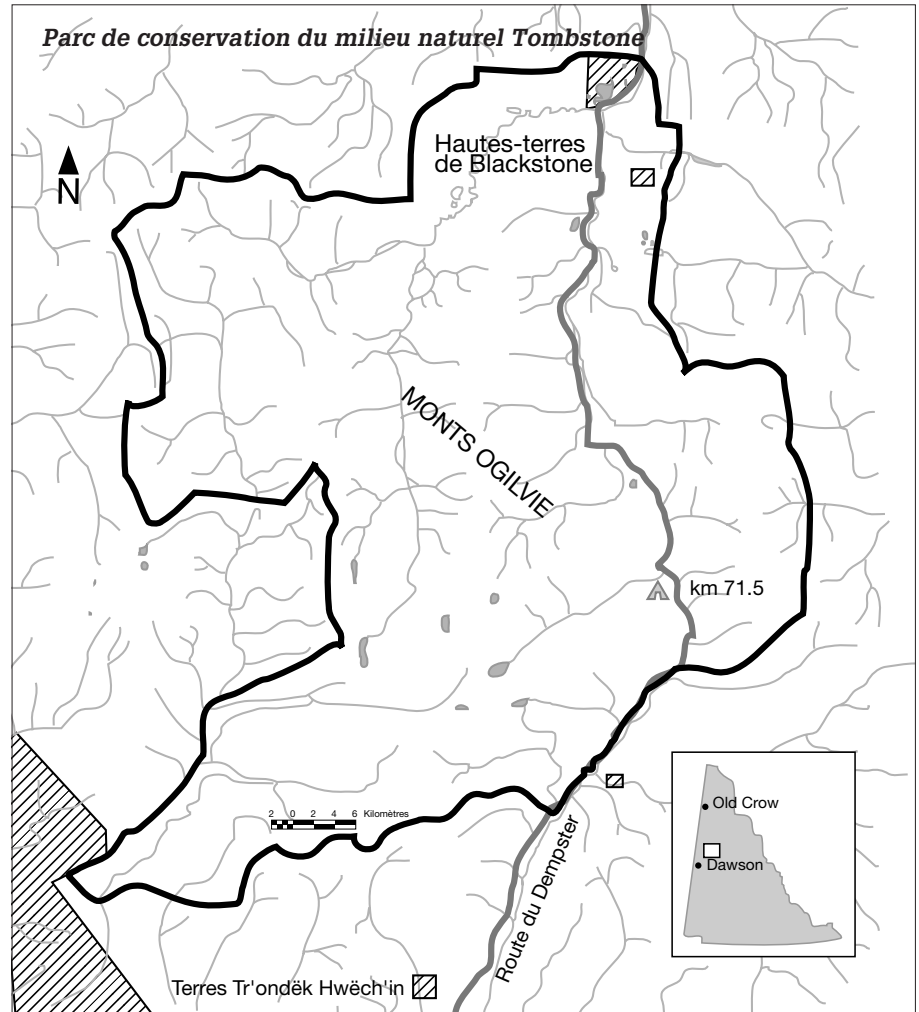 Parc de conservation du milieu naturel Tombstone
Hautes-terres
de Blackstone
N
MONTS OGILVIE
km 71.5
2 0 2 4 6 Kilomètres
Route du Dempster
Old Crow
Dawson
Terres Tr'ondëk Hwëch'in